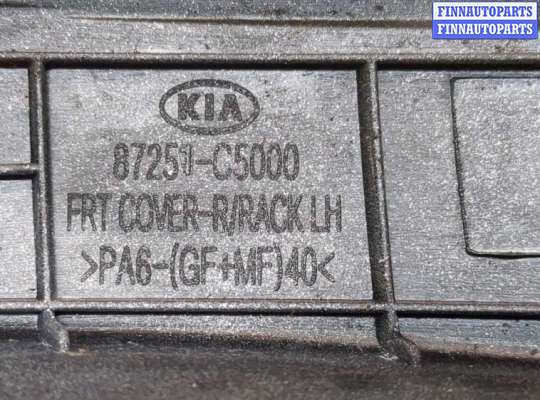 FINNAUTOPARTS
FINNAUTOPARTS
KIA
87251-C5000
FRT COVER-R/RACK LH
>PA6-(GF+MF)40<